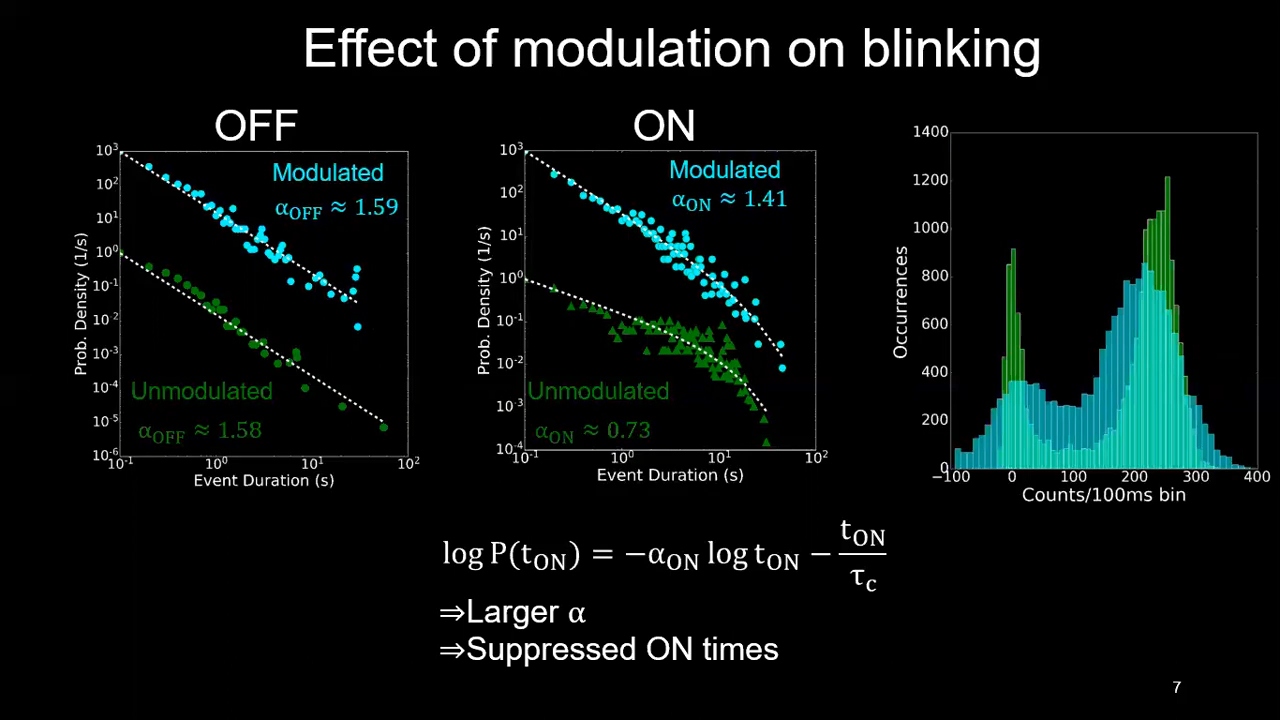 Effect of modulation on blinking
OFF
10³
10²
10¹
10⁰
10⁻¹
10⁻²
10⁻³
10⁻⁴
10⁻⁵
10⁻⁶
Prob. Density (1/s)
Modulated
α_OFF ≈ 1.59
Unmodulated
α_OFF ≈ 1.58
10⁻¹ 10⁰ 10¹ 10²
Event Duration (s)
ON
10³
10²
10¹
10⁰
10⁻¹
10⁻²
10⁻³
10⁻⁴
Prob. Density (1/s)
Modulated
α_ON ≈ 1.41
Unmodulated
α_ON ≈ 0.73
10⁻¹ 10⁰ 10¹ 10²
Event Duration (s)
1400
1200
1000
800
600
400
200
0
Occurrences
−100 0 100 200 300 400
Counts/100ms bin
log P(t_ON) = −α_ON log t_ON − t_ON/τ_c
⇒Larger α
⇒Suppressed ON times
7